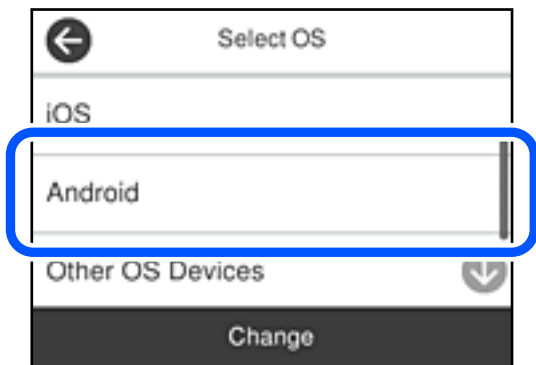 Select OS
iOS
Android
Other OS Devices
Change